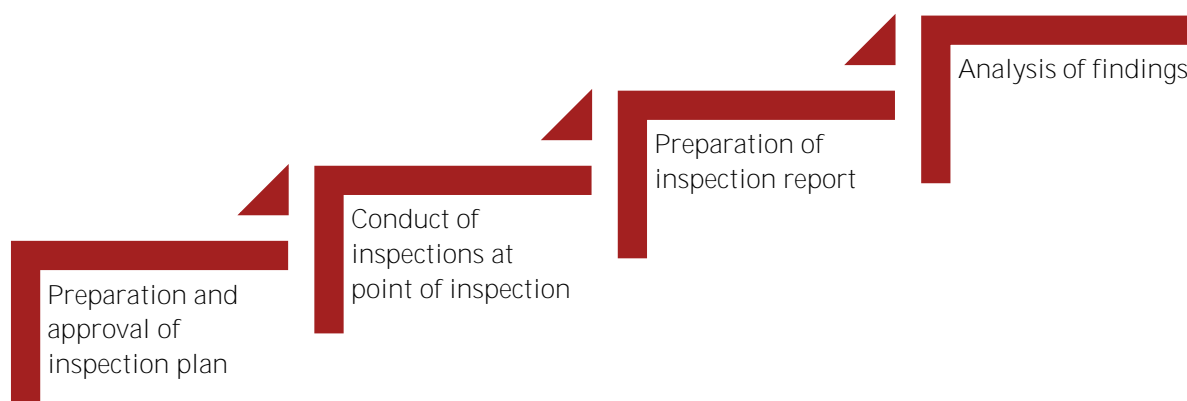 Preparation and
approval of
inspection plan
Conduct of
inspections at
point of inspection
Preparation of
inspection report
Analysis of findings